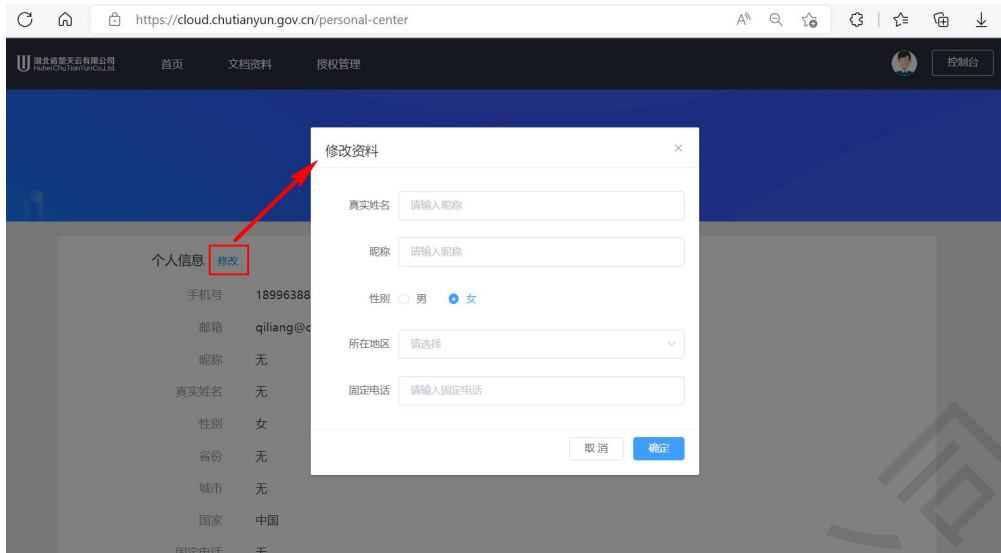 https://cloud.chutianyun.gov.cn/personal-center
湖北省楚天云有限公司
HubeiChuTianYunCo.,Ltd.
首页 文档资料 授权管理 控制台
修改资料
真实姓名 请输入昵称
昵称 请输入昵称
性别 男 女
所在地区 请选择
固定电话 请输入固定电话
取消 确定
个人信息 修改
手机号 18996388
邮箱 qiliang@c
昵称 无
真实姓名 无
性别 女
省份 无
城市 无
国家 中国
固定电话 无